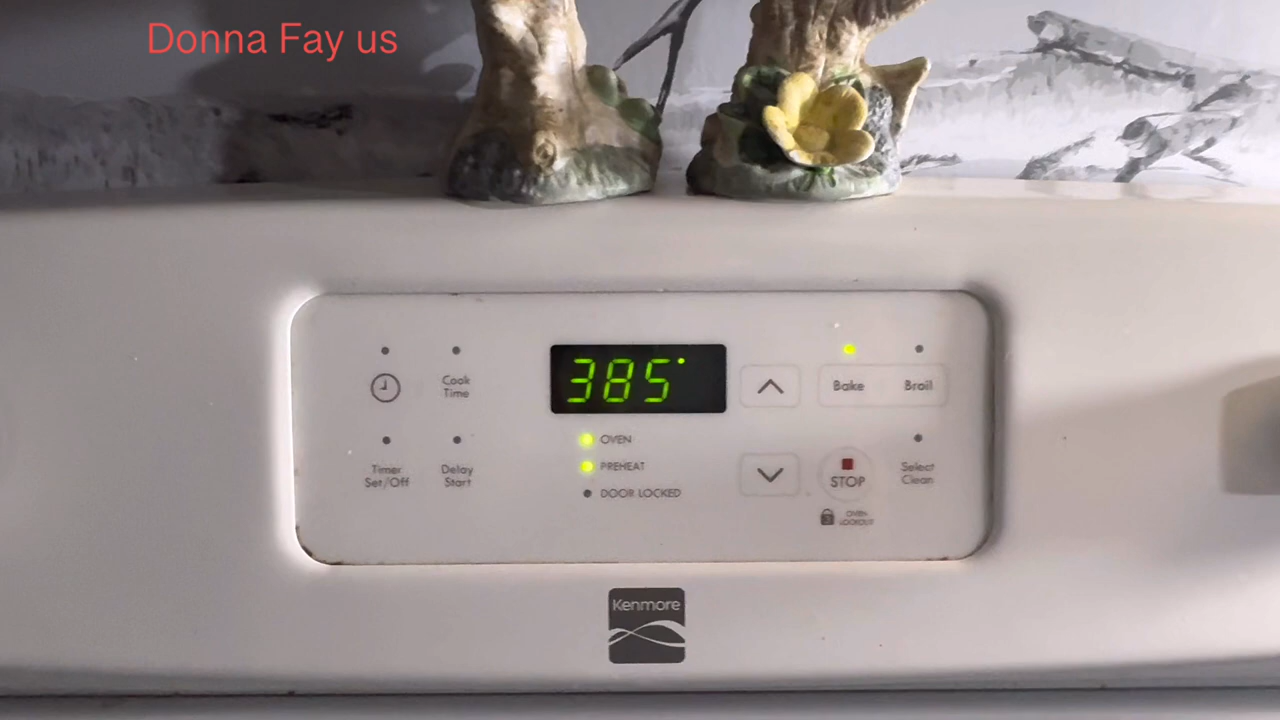 Donna Fay us
385°
Cook
Time
Bake
Broil
OVEN
Timer
Set/Off
Delay
Start
PREHEAT
STOP
Select
Clean
DOOR LOCKED
OVEN
LOCKOUT
Kenmore